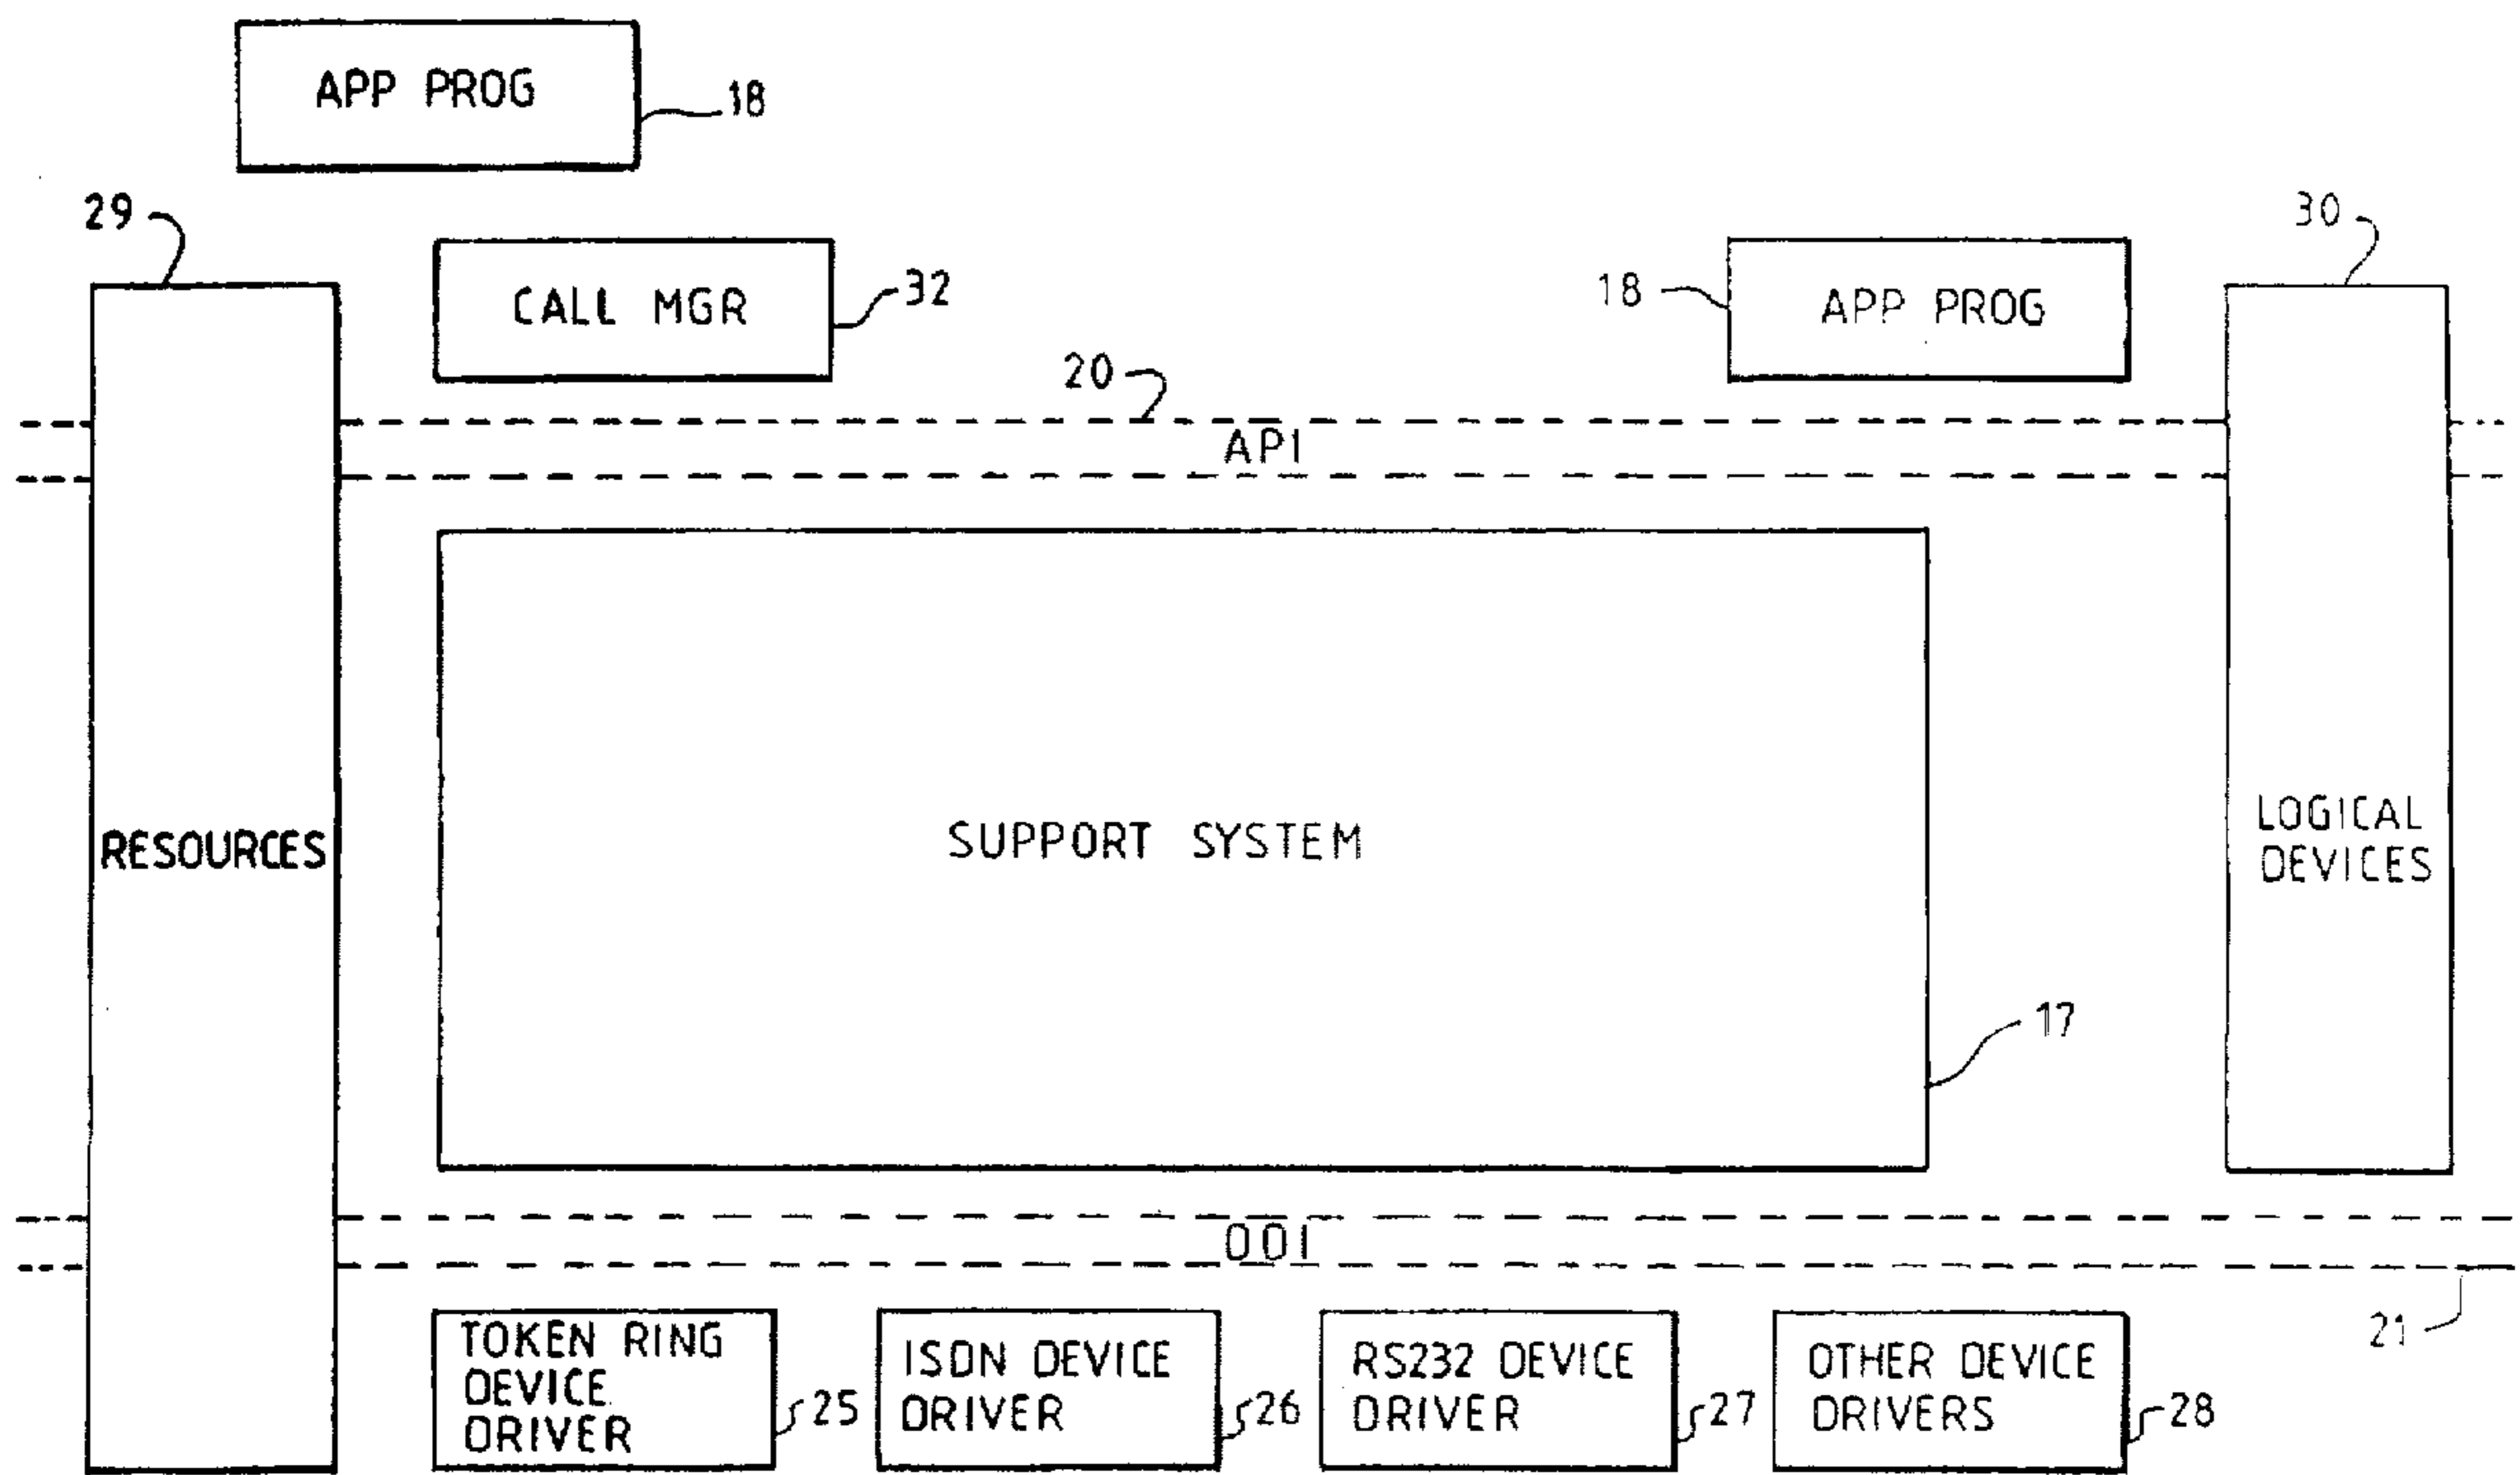 APP PROG
18
29
30
CALL MGR
32
18
APP PROG
20
API
SUPPORT SYSTEM
RESOURCES
LOGICAL
DEVICES
17
DDI
21
TOKEN RING
DEVICE
DRIVER
25
ISDN DEVICE
DRIVER
26
RS232 DEVICE
DRIVER
27
OTHER DEVICE
DRIVERS
28